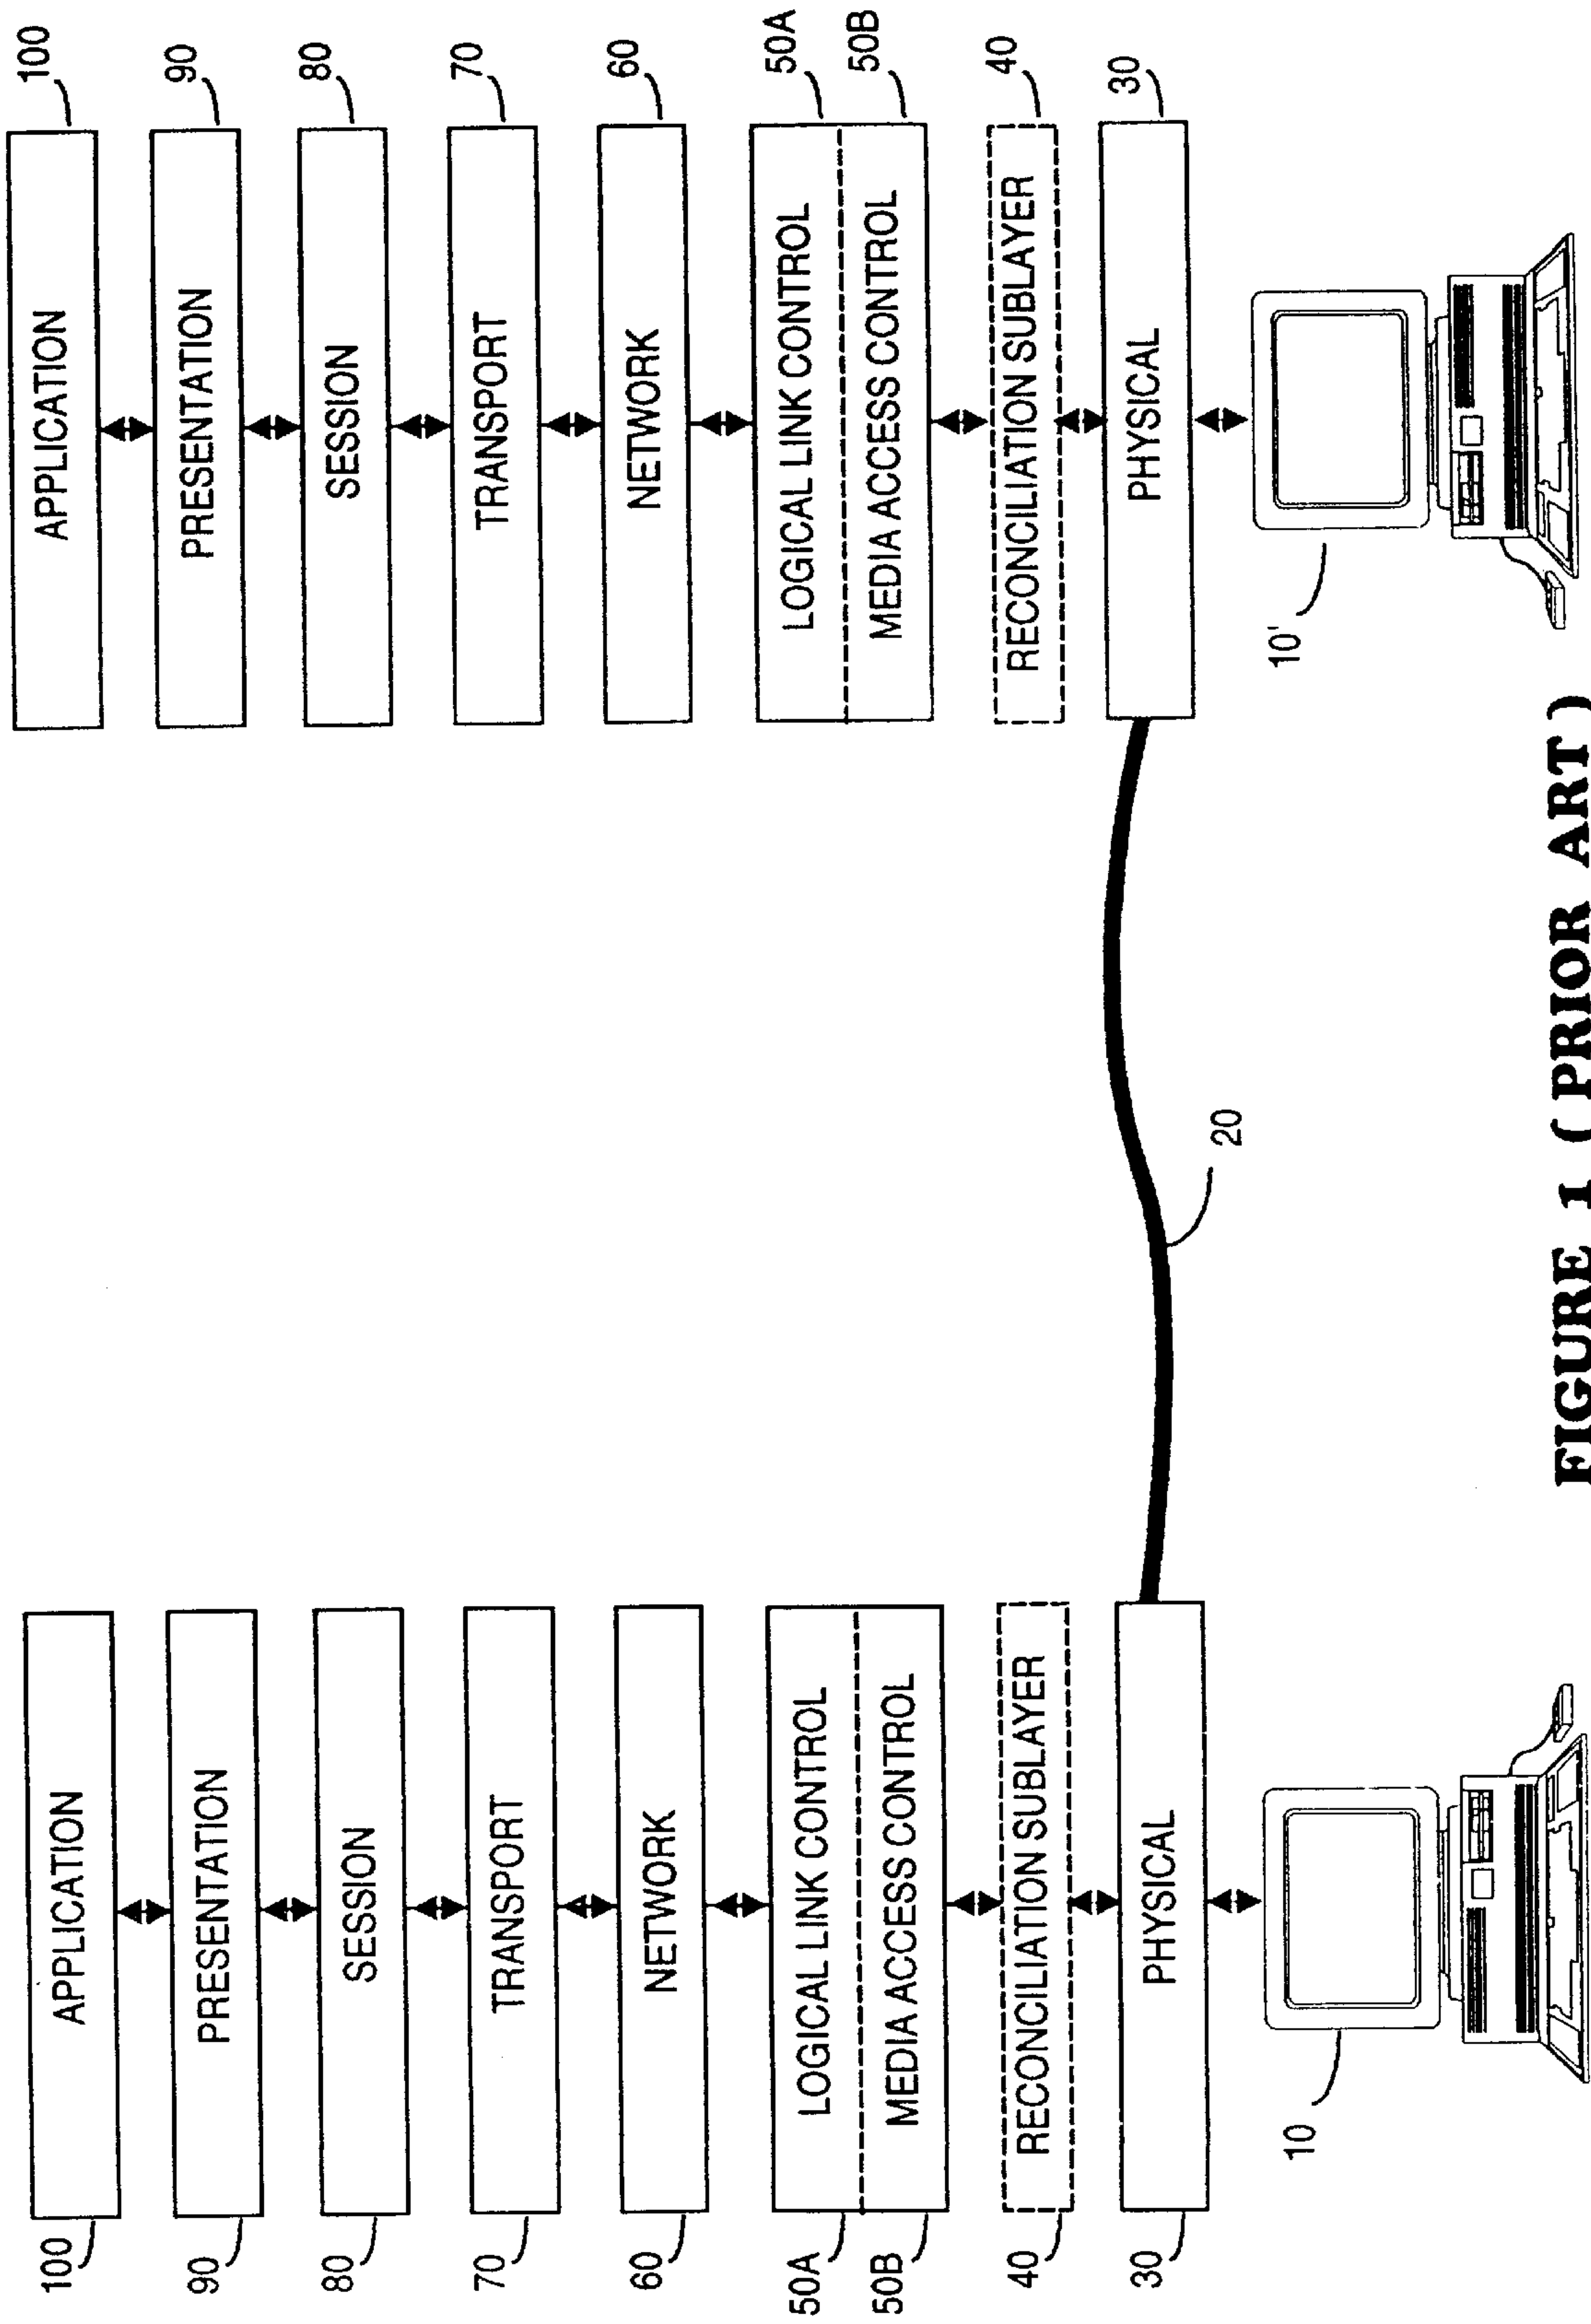 100 APPLICATION
90 PRESENTATION
80 SESSION
70 TRANSPORT
60 NETWORK
50A LOGICAL LINK CONTROL
50B MEDIA ACCESS CONTROL
40 RECONCILIATION SUBLAYER
30 PHYSICAL
10
20
APPLICATION 100
PRESENTATION 90
SESSION 80
TRANSPORT 70
NETWORK 60
LOGICAL LINK CONTROL 50A
MEDIA ACCESS CONTROL 50B
RECONCILIATION SUBLAYER 40
PHYSICAL 30
10'
FIGURE 1 ( PRIOR ART )